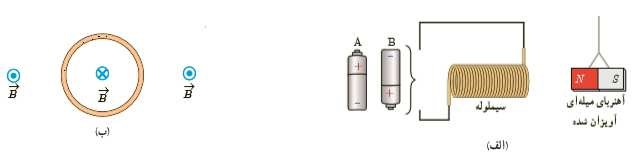 A B
+ −
− +
سیملوله
N S
آهنربای میله‌ای
آویزان شده
(الف)
B B B
(ب)